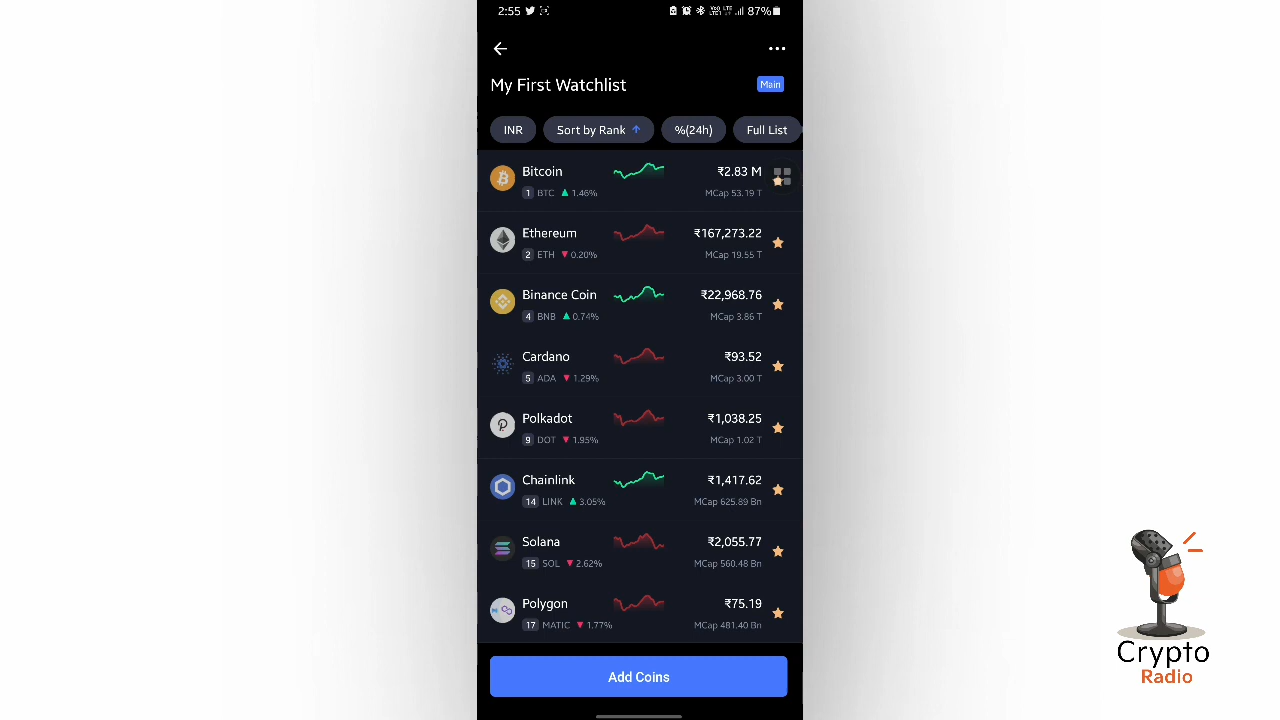 2:55 87%
My First Watchlist Main
INR Sort by Rank %(24h) Full List
Bitcoin ₹2.83 M
1 BTC 1.46% MCap 53.19 T
Ethereum ₹167,273.22
2 ETH 0.20% MCap 19.55 T
Binance Coin ₹22,968.76
4 BNB 0.74% MCap 3.86 T
Cardano ₹93.52
5 ADA 1.29% MCap 3.00 T
Polkadot ₹1,038.25
9 DOT 1.95% MCap 1.02 T
Chainlink ₹1,417.62
14 LINK 3.05% MCap 625.89 Bn
Solana ₹2,055.77
15 SOL 2.62% MCap 560.48 Bn
Polygon ₹75.19
17 MATIC 1.77% MCap 481.40 Bn
Add Coins
Crypto
Radio